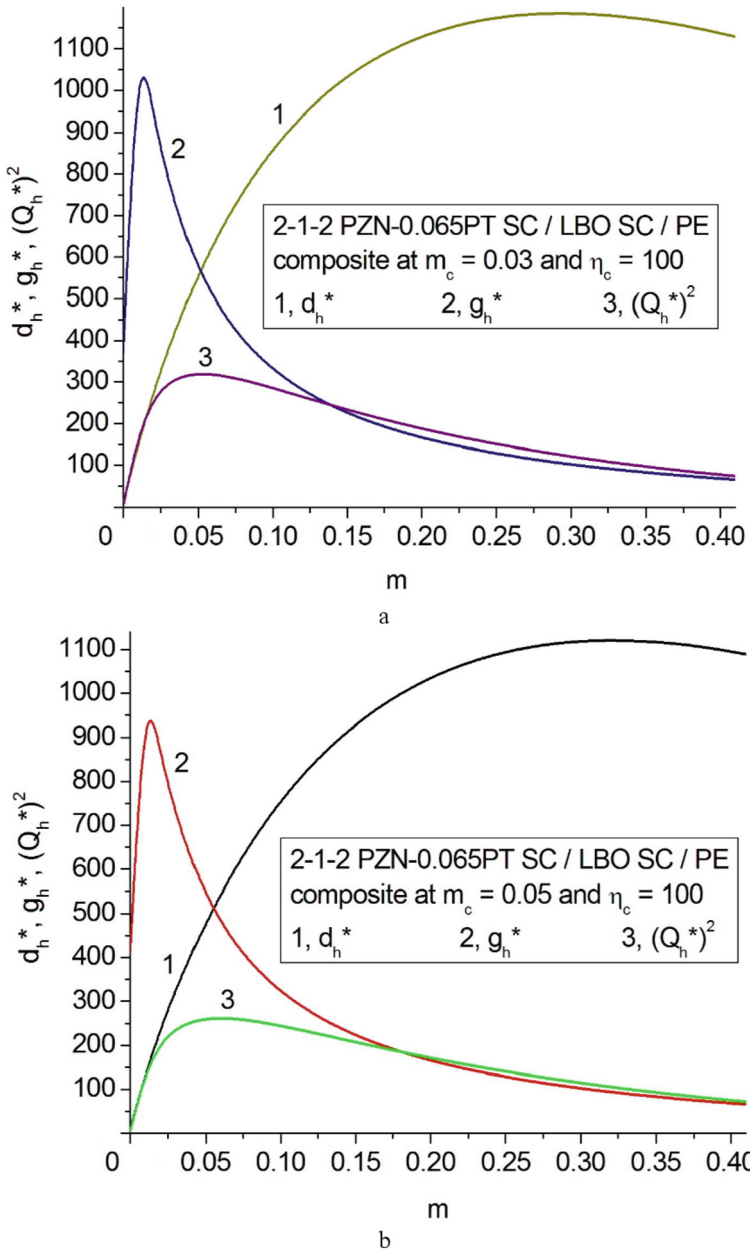 d_h*, g_h*, (Q_h*)²
1100
1000
900
800
700
600
500
400
300
200
100
1
2
3
2-1-2 PZN-0.065PT SC / LBO SC / PE
composite at m_c = 0.03 and η_c = 100
1, d_h* 2, g_h* 3, (Q_h*)²
0 0.05 0.10 0.15 0.20 0.25 0.30 0.35 0.40
m
a
d_h*, g_h*, (Q_h*)²
1100
1000
900
800
700
600
500
400
300
200
100
2
1
3
2-1-2 PZN-0.065PT SC / LBO SC / PE
composite at m_c = 0.05 and η_c = 100
1, d_h* 2, g_h* 3, (Q_h*)²
0 0.05 0.10 0.15 0.20 0.25 0.30 0.35 0.40
m
b